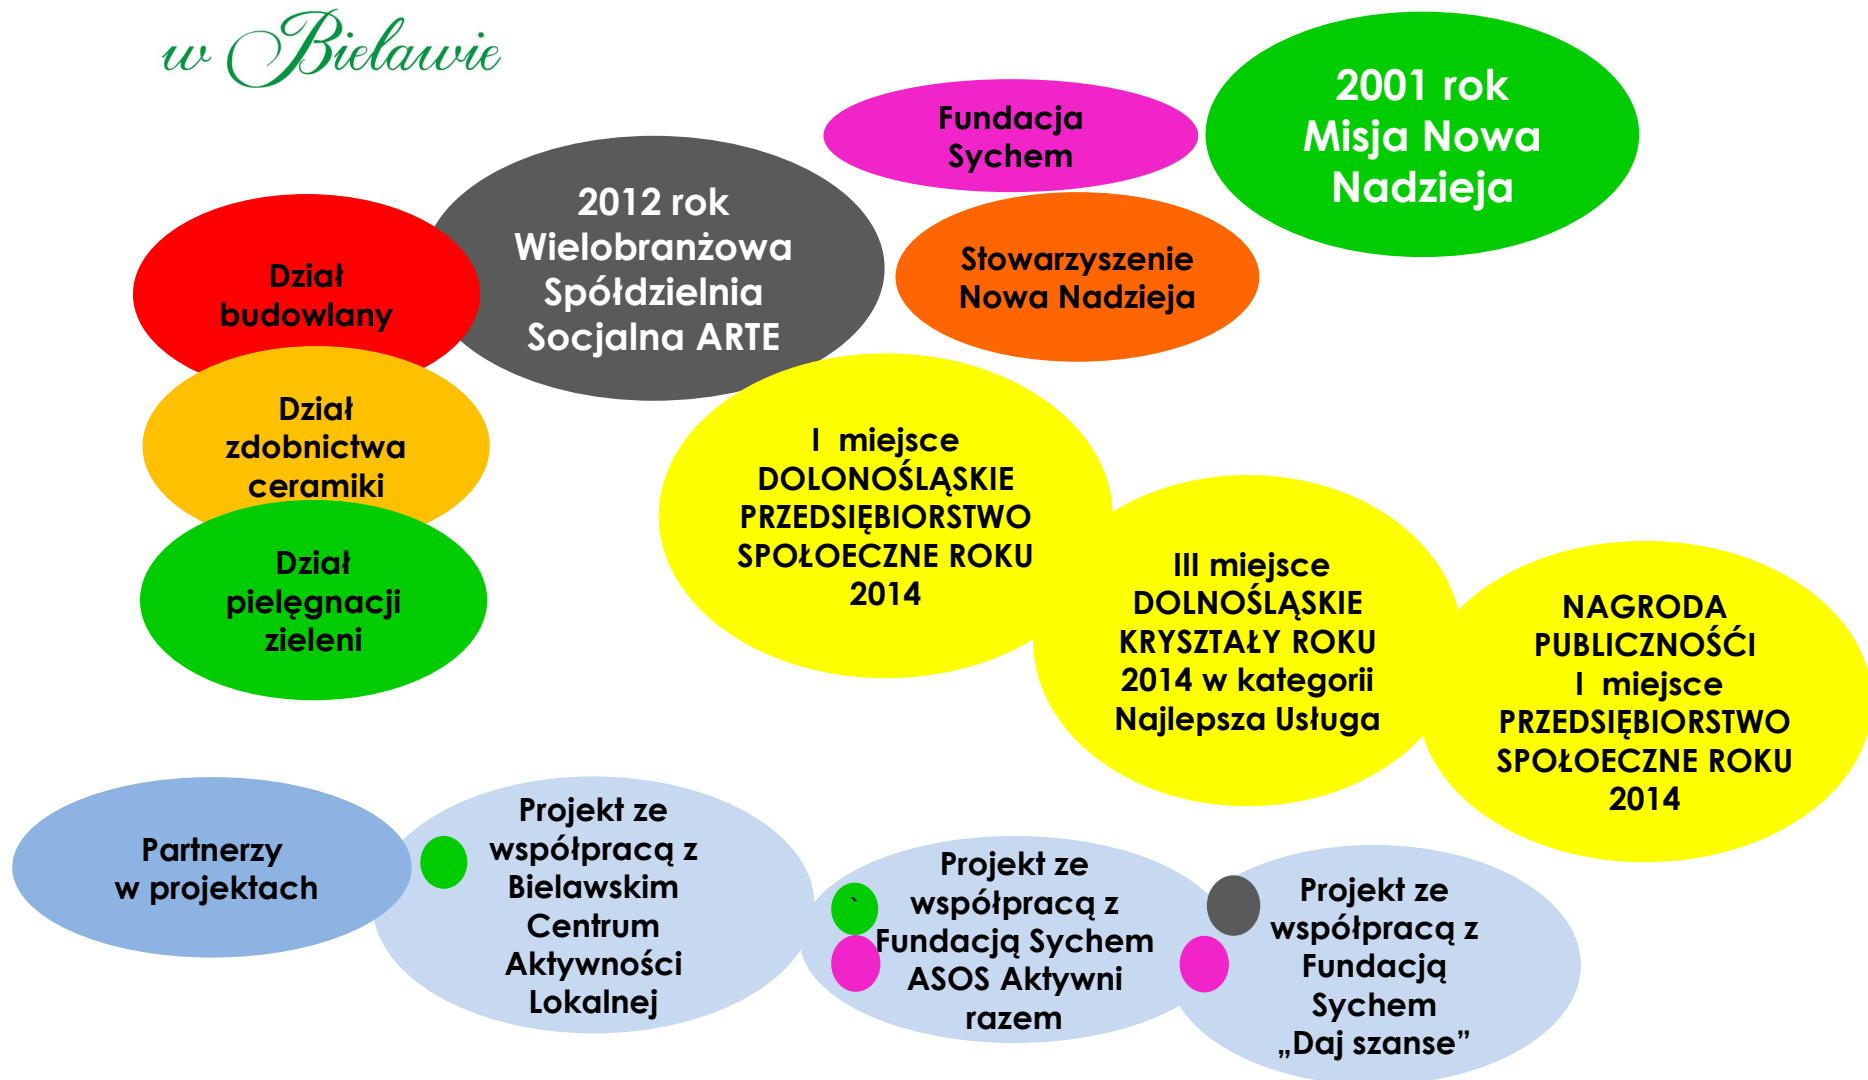 w Bielawie
2001 rok
Misja Nowa
Nadzieja
Fundacja
Sychem
2012 rok
Wielobranżowa
Spółdzielnia
Socjalna ARTE
Stowarzyszenie
Nowa Nadzieja
Dział
budowlany
Dział
zdobnictwa
ceramiki
Dział
pielęgnacji
zieleni
I miejsce
DOLONOŚLĄSKIE
PRZEDSIĘBIORSTWO
SPOŁOECZNE ROKU
2014
III miejsce
DOLNOŚLĄSKIE
KRYSZTAŁY ROKU
2014 w kategorii
Najlepsza Usługa
NAGRODA
PUBLICZNOŚĆI
I miejsce
PRZEDSIĘBIORSTWO
SPOŁOECZNE ROKU
2014
Partnerzy
w projektach
Projekt ze
współpracą z
Bielawskim
Centrum
Aktywności
Lokalnej
`
Projekt ze
współpracą z
Fundacją Sychem
ASOS Aktywni
razem
Projekt ze
współpracą z
Fundacją
Sychem
„Daj szanse”